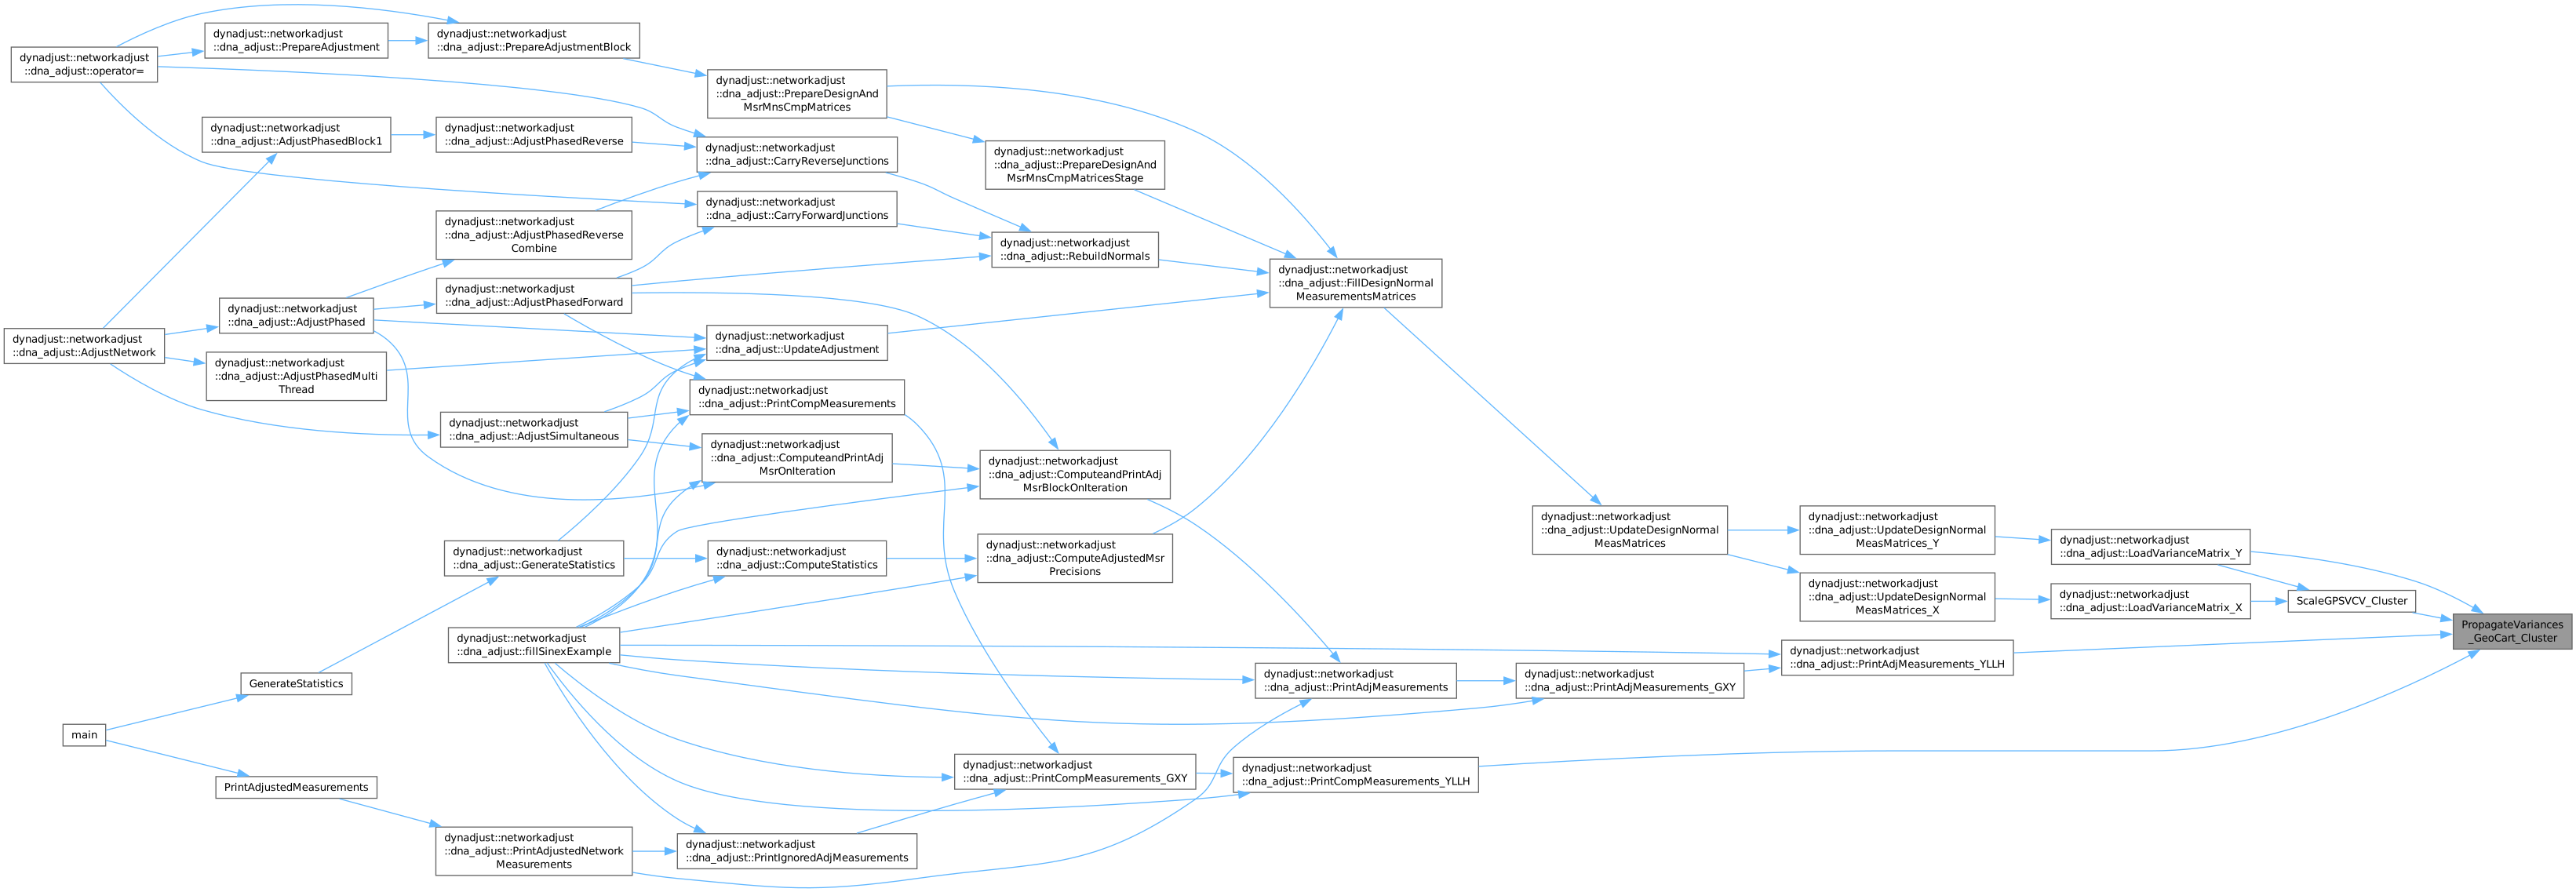 dynadjust::networkadjust
::dna_adjust::operator=
dynadjust::networkadjust
::dna_adjust::PrepareAdjustment
dynadjust::networkadjust
::dna_adjust::PrepareAdjustmentBlock
dynadjust::networkadjust
::dna_adjust::PrepareDesignAnd
MsrMnsCmpMatrices
dynadjust::networkadjust
::dna_adjust::AdjustPhasedBlock1
dynadjust::networkadjust
::dna_adjust::AdjustPhasedReverse
dynadjust::networkadjust
::dna_adjust::CarryReverseJunctions
dynadjust::networkadjust
::dna_adjust::PrepareDesignAnd
MsrMnsCmpMatricesStage
dynadjust::networkadjust
::dna_adjust::CarryForwardJunctions
dynadjust::networkadjust
::dna_adjust::AdjustPhasedReverse
Combine
dynadjust::networkadjust
::dna_adjust::RebuildNormals
dynadjust::networkadjust
::dna_adjust::FillDesignNormal
MeasurementsMatrices
dynadjust::networkadjust
::dna_adjust::AdjustPhasedForward
dynadjust::networkadjust
::dna_adjust::AdjustPhased
dynadjust::networkadjust
::dna_adjust::AdjustNetwork
dynadjust::networkadjust
::dna_adjust::UpdateAdjustment
dynadjust::networkadjust
::dna_adjust::AdjustPhasedMulti
Thread
dynadjust::networkadjust
::dna_adjust::PrintCompMeasurements
dynadjust::networkadjust
::dna_adjust::AdjustSimultaneous
dynadjust::networkadjust
::dna_adjust::ComputeandPrintAdj
MsrOnIteration
dynadjust::networkadjust
::dna_adjust::ComputeandPrintAdj
MsrBlockOnIteration
dynadjust::networkadjust
::dna_adjust::UpdateDesignNormal
MeasMatrices
dynadjust::networkadjust
::dna_adjust::UpdateDesignNormal
MeasMatrices_Y
dynadjust::networkadjust
::dna_adjust::LoadVarianceMatrix_Y
dynadjust::networkadjust
::dna_adjust::GenerateStatistics
dynadjust::networkadjust
::dna_adjust::ComputeStatistics
dynadjust::networkadjust
::dna_adjust::ComputeAdjustedMsr
Precisions
dynadjust::networkadjust
::dna_adjust::UpdateDesignNormal
MeasMatrices_X
dynadjust::networkadjust
::dna_adjust::LoadVarianceMatrix_X
ScaleGPSVCV_Cluster
PropagateVariances
_GeoCart_Cluster
dynadjust::networkadjust
::dna_adjust::fillSinexExample
dynadjust::networkadjust
::dna_adjust::PrintAdjMeasurements_YLLH
dynadjust::networkadjust
::dna_adjust::PrintAdjMeasurements
dynadjust::networkadjust
::dna_adjust::PrintAdjMeasurements_GXY
GenerateStatistics
main
dynadjust::networkadjust
::dna_adjust::PrintCompMeasurements_GXY
dynadjust::networkadjust
::dna_adjust::PrintCompMeasurements_YLLH
PrintAdjustedMeasurements
dynadjust::networkadjust
::dna_adjust::PrintAdjustedNetwork
Measurements
dynadjust::networkadjust
::dna_adjust::PrintIgnoredAdjMeasurements